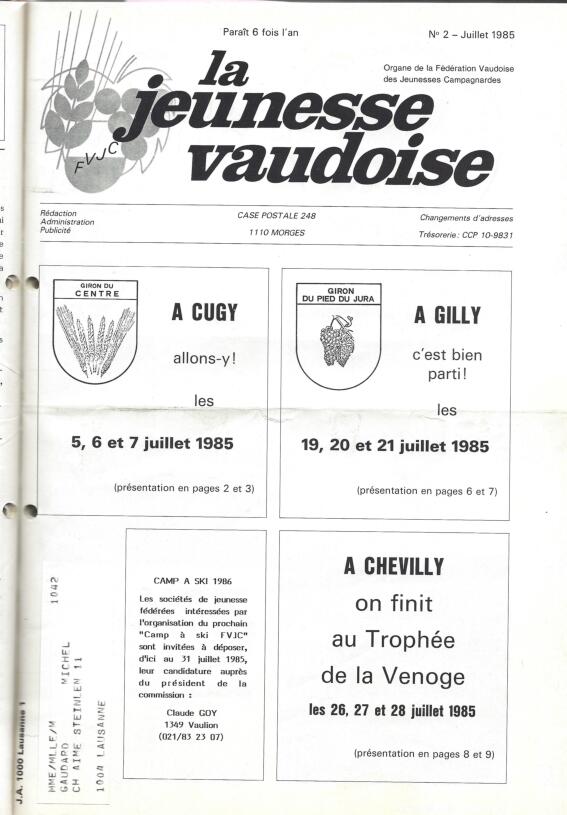 Paraît 6 fois l'an
N° 2 – Juillet 1985
la
jeunesse
vaudoise
Organe de la Fédération Vaudoise
des Jeunesses Campagnardes
FVJC
Rédaction
Administration
Publicité
CASE POSTALE 248
1110 MORGES
Changements d'adresses
Trésorerie: CCP 10-9831
GIRON DU
CENTRE
A CUGY
allons-y!
les
5, 6 et 7 juillet 1985
(présentation en pages 2 et 3)
GIRON
DU PIED DU JURA
A GILLY
c'est bien
parti!
les
19, 20 et 21 juillet 1985
(présentation en pages 6 et 7)
J.A. 1000 Lausanne 1
1042
MME/MLLE/M
GAUDARD MICHEL
CH AIME STEINLEN 11
1004 LAUSANNE
CAMP A SKI 1986
Les sociétés de jeunesse
fédérées intéressées par
l'organisation du prochain
"Camp à ski FVJC"
sont invitées à déposer,
d'ici au 31 juillet 1985,
leur candidature auprès
du président de la
commission :
Claude GOY
1349 Vaulion
(021/83 23 07)
A CHEVILLY
on finit
au Trophée
de la Venoge
les 26, 27 et 28 juillet 1985
(présentation en pages 8 et 9)